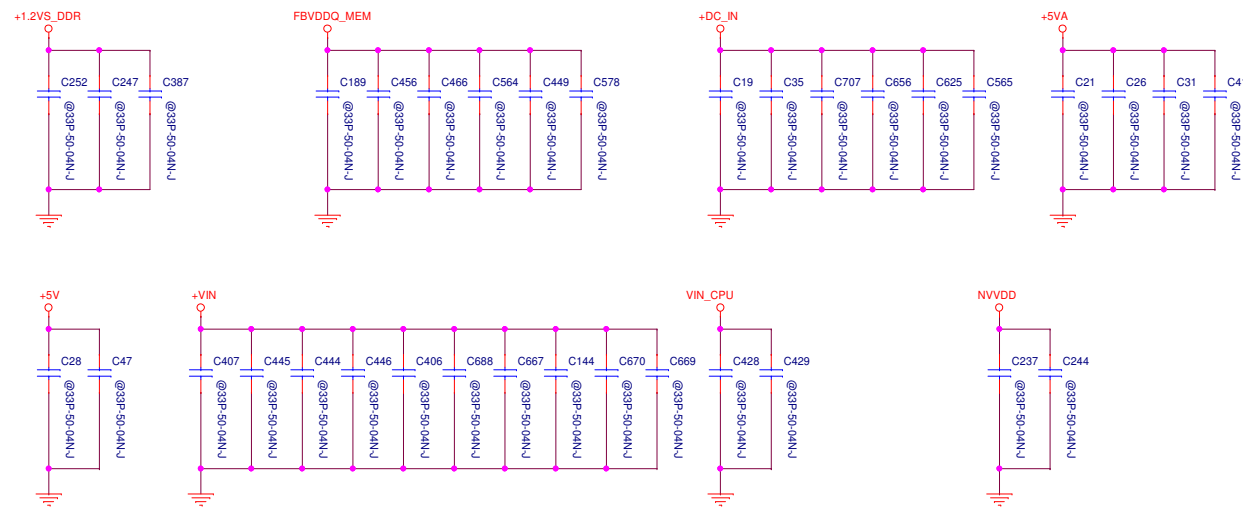 +1.2VS_DDR
C252
@33P-50-04N-J
C247
@33P-50-04N-J
C387
@33P-50-04N-J
FBVDDQ_MEM
C189
@33P-50-04N-J
C456
@33P-50-04N-J
C466
@33P-50-04N-J
C564
@33P-50-04N-J
C449
@33P-50-04N-J
C578
@33P-50-04N-J
+DC_IN
C19
@33P-50-04N-J
C35
@33P-50-04N-J
C707
@33P-50-04N-J
C656
@33P-50-04N-J
C625
@33P-50-04N-J
C565
@33P-50-04N-J
+5VA
C21
@33P-50-04N-J
C26
@33P-50-04N-J
C31
@33P-50-04N-J
@33P-50-04N-J
+5V
C28
@33P-50-04N-J
C47
@33P-50-04N-J
+VIN
C407
@33P-50-04N-J
C445
@33P-50-04N-J
C444
@33P-50-04N-J
C446
@33P-50-04N-J
C406
@33P-50-04N-J
C688
@33P-50-04N-J
C667
@33P-50-04N-J
C144
@33P-50-04N-J
C670
@33P-50-04N-J
C669
@33P-50-04N-J
VIN_CPU
C428
@33P-50-04N-J
C429
@33P-50-04N-J
NVVDD
C237
@33P-50-04N-J
C244
@33P-50-04N-J